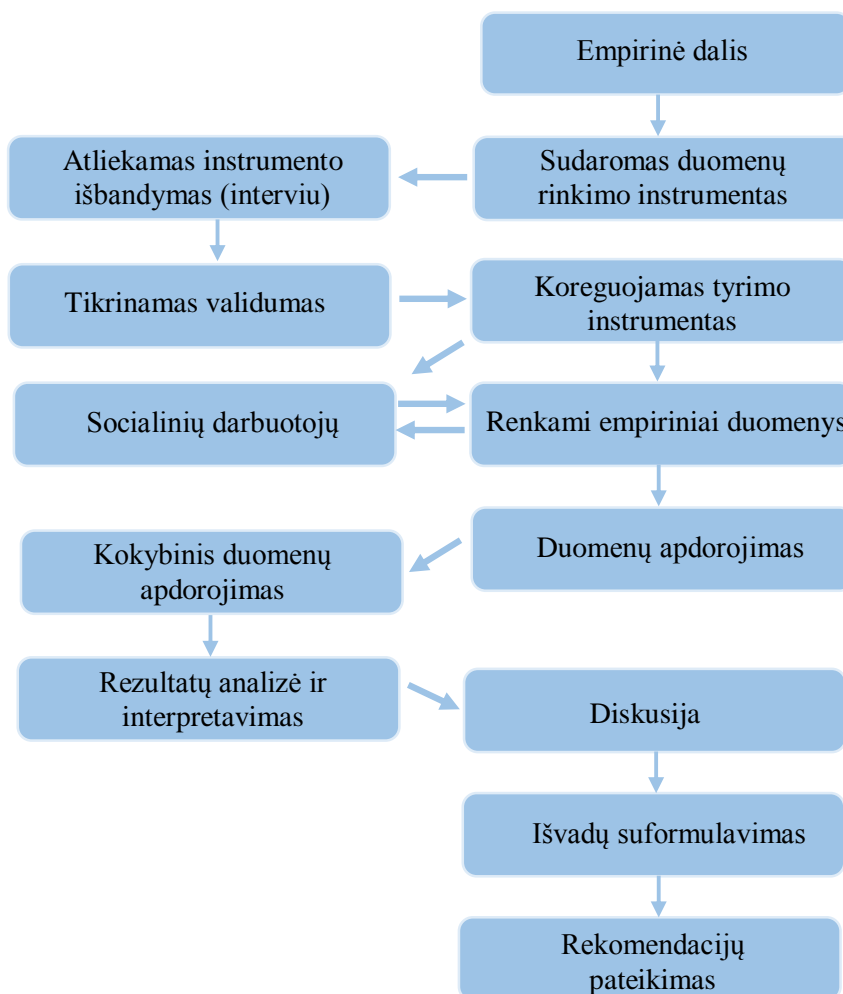 Empirinė dalis
Sudaromas duomenų
rinkimo instrumentas
Atliekamas instrumento
išbandymas (interviu)
Tikrinamas validumas
Koreguojamas tyrimo
instrumentas
Socialinių darbuotojų
Renkami empiriniai duomenys
Duomenų apdorojimas
Kokybinis duomenų
apdorojimas
Rezultatų analizė ir
interpretavimas
Diskusija
Išvadų suformulavimas
Rekomendacijų
pateikimas